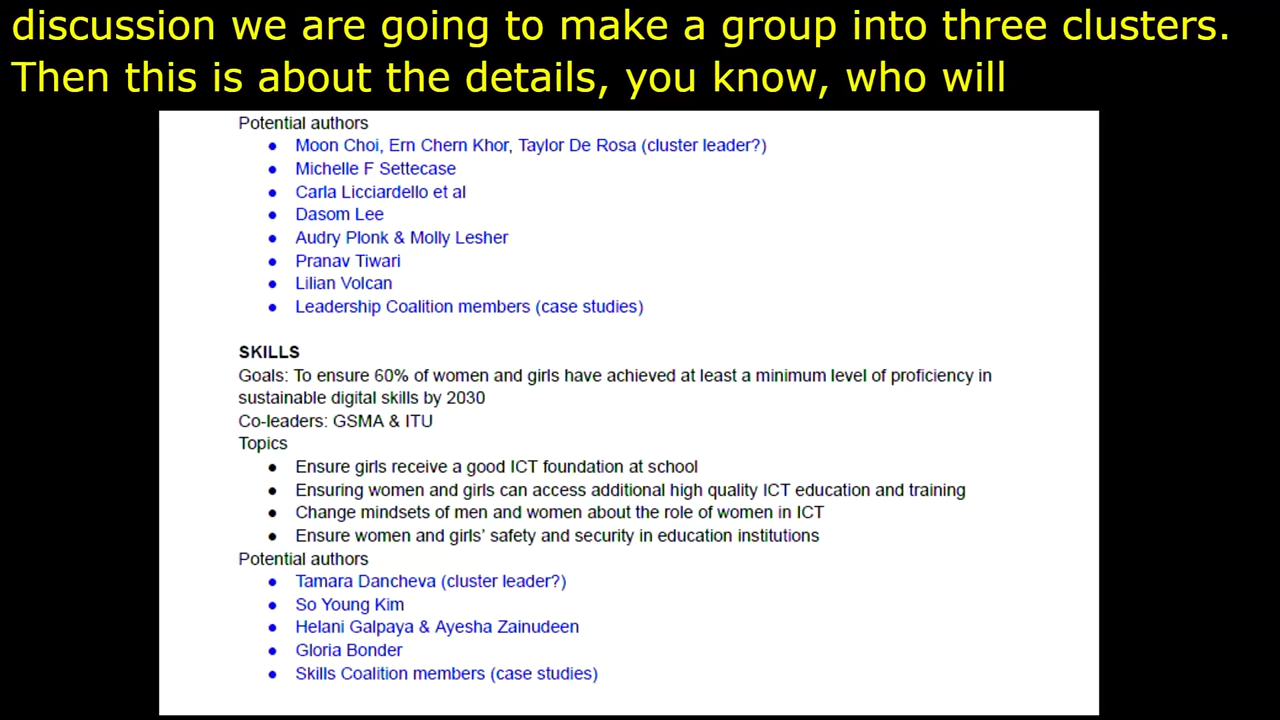 discussion we are going to make a group into three clusters.
Then this is about the details, you know, who will
Potential authors
● Moon Choi, Ern Chern Khor, Taylor De Rosa (cluster leader?)
● Michelle F Settecase
● Carla Licciardello et al
● Dasom Lee
● Audry Plonk & Molly Lesher
● Pranav Tiwari
● Lilian Volcan
● Leadership Coalition members (case studies)
SKILLS
Goals: To ensure 60% of women and girls have achieved at least a minimum level of proficiency in
sustainable digital skills by 2030
Co-leaders: GSMA & ITU
Topics
● Ensure girls receive a good ICT foundation at school
● Ensuring women and girls can access additional high quality ICT education and training
● Change mindsets of men and women about the role of women in ICT
● Ensure women and girls’ safety and security in education institutions
Potential authors
● Tamara Dancheva (cluster leader?)
● So Young Kim
● Helani Galpaya & Ayesha Zainudeen
● Gloria Bonder
● Skills Coalition members (case studies)